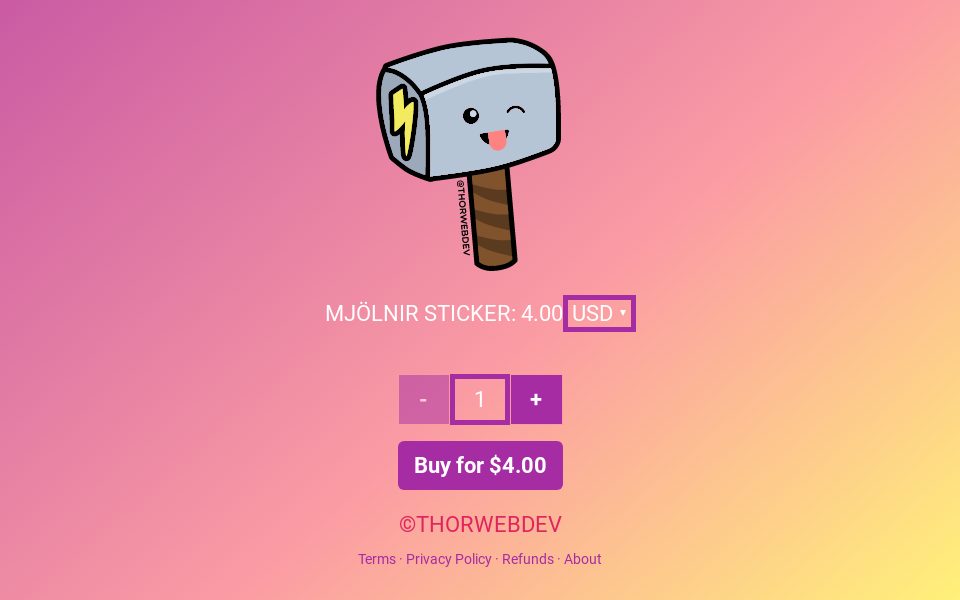 @THORWEBDEV
MJÖLNIR STICKER: 4.00 USD ▾
- 1 +
Buy for $4.00
©THORWEBDEV
Terms · Privacy Policy · Refunds · About